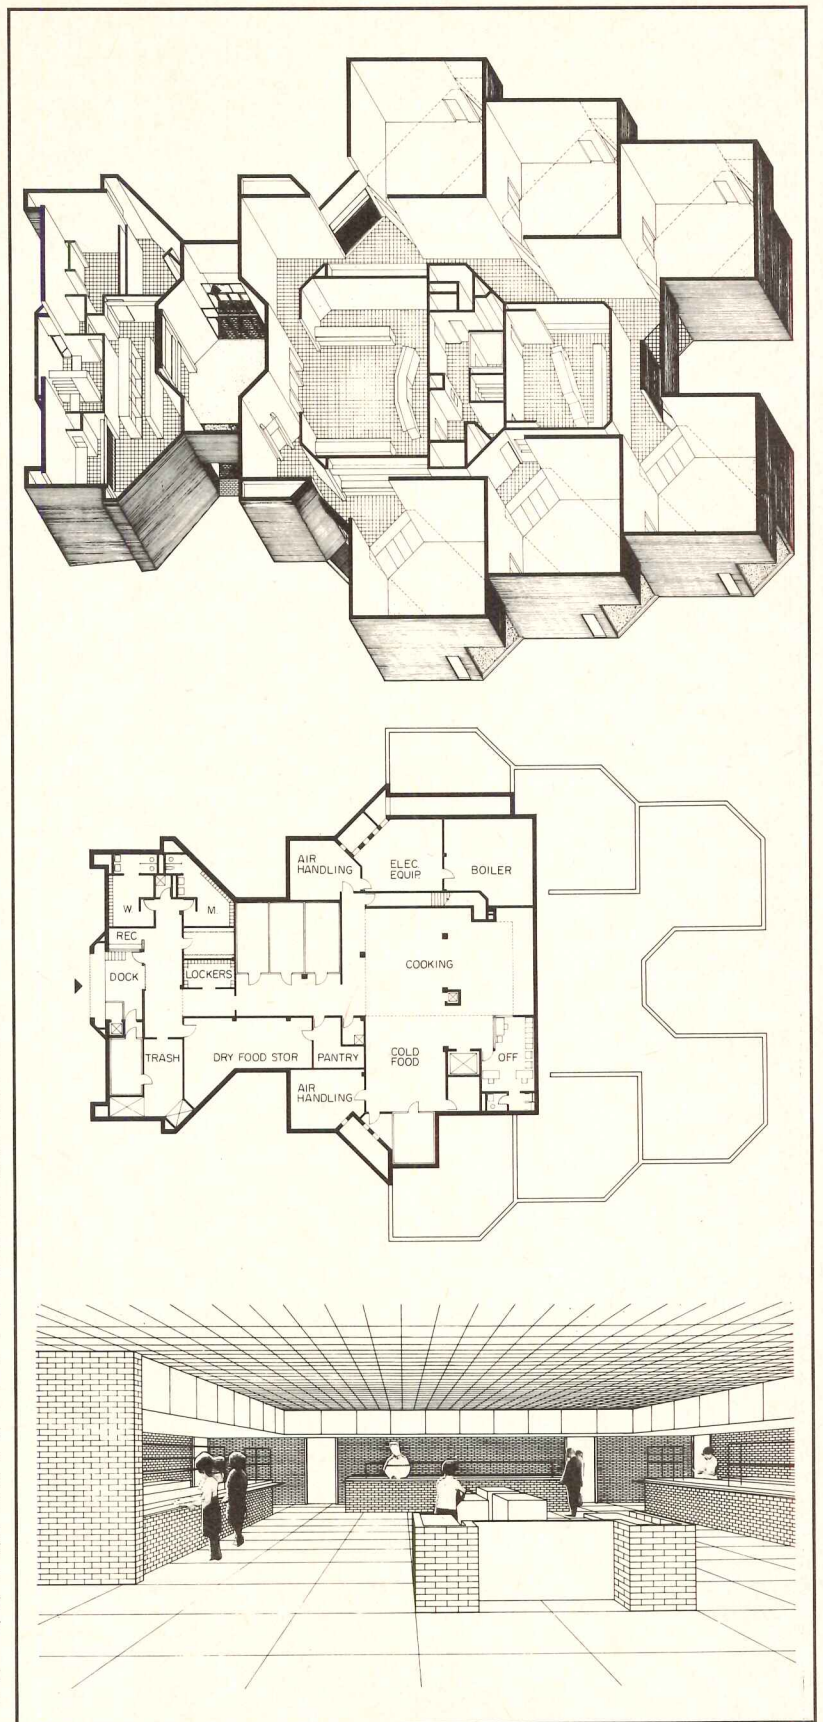 AIR
HANDLING
ELEC.
EQUIP
BOILER
W.
M.
REC
DOCK
LOCKERS
COOKING
TRASH
DRY FOOD STOR
PANTRY
COLD
FOOD
OFF
AIR
HANDLING